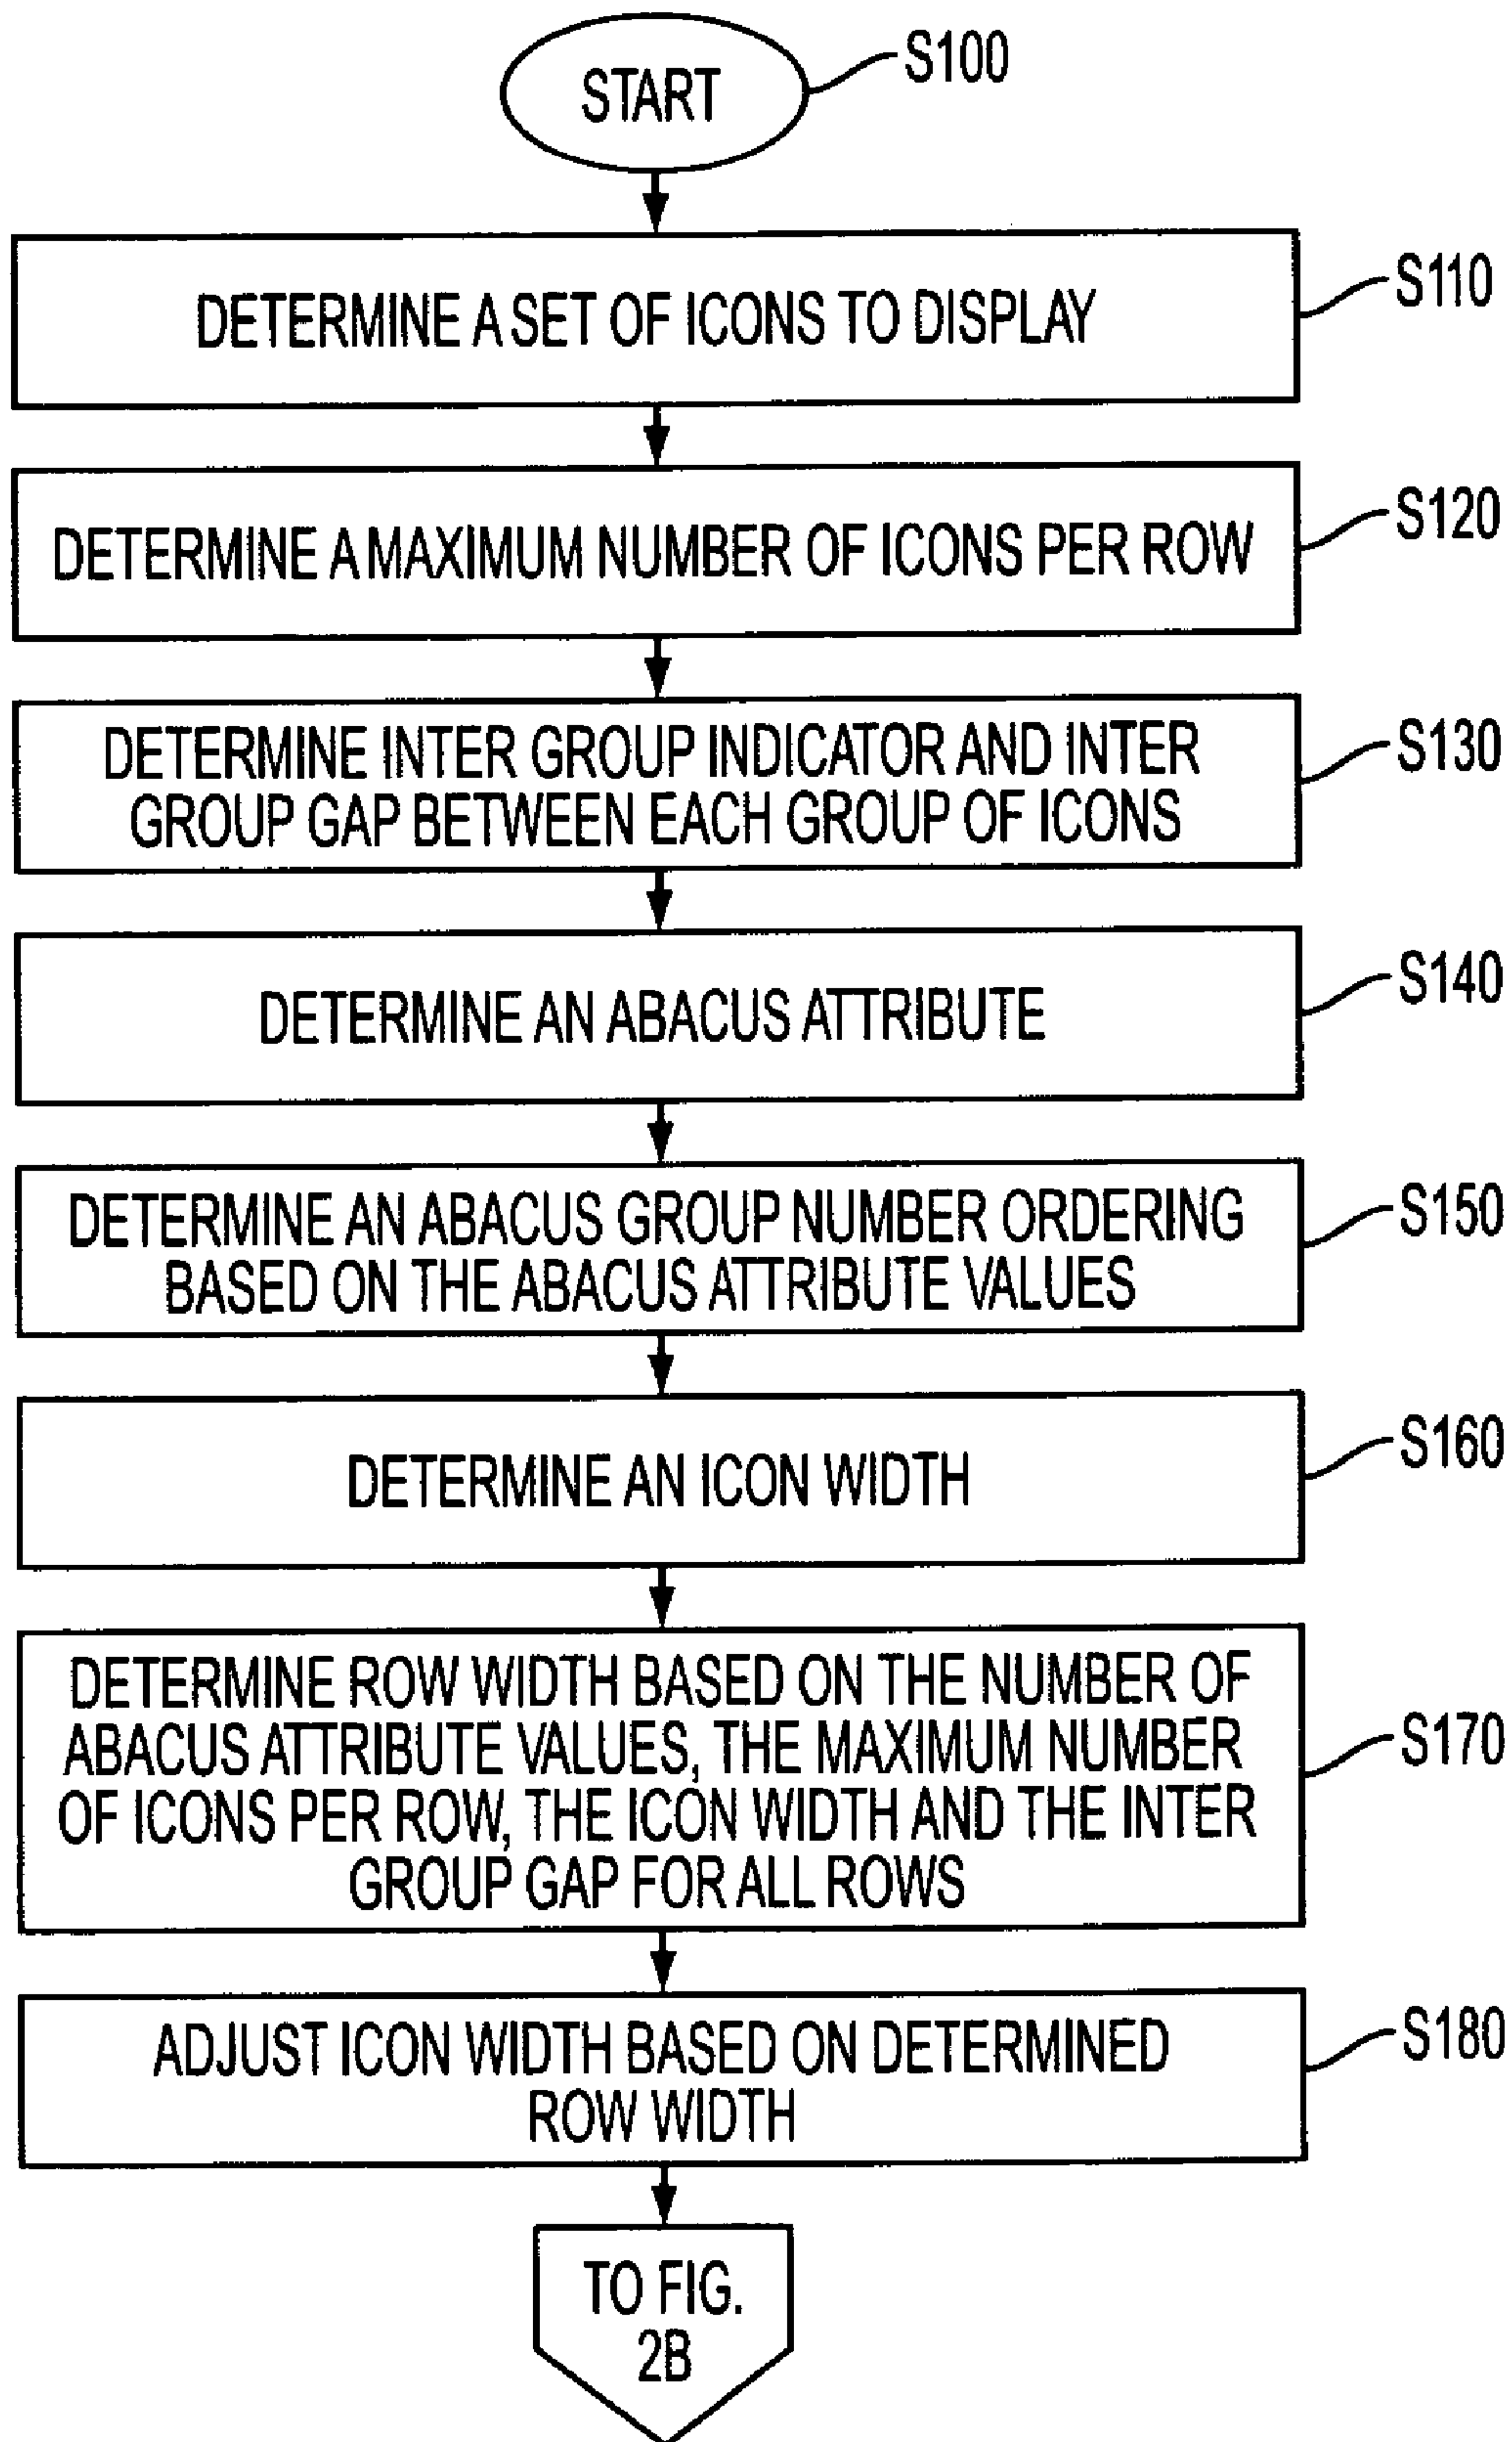 START
S100
DETERMINE A SET OF ICONS TO DISPLAY
S110
DETERMINE A MAXIMUM NUMBER OF ICONS PER ROW
S120
DETERMINE INTER GROUP INDICATOR AND INTER
GROUP GAP BETWEEN EACH GROUP OF ICONS
S130
DETERMINE AN ABACUS ATTRIBUTE
S140
DETERMINE AN ABACUS GROUP NUMBER ORDERING
BASED ON THE ABACUS ATTRIBUTE VALUES
S150
DETERMINE AN ICON WIDTH
S160
DETERMINE ROW WIDTH BASED ON THE NUMBER OF
ABACUS ATTRIBUTE VALUES, THE MAXIMUM NUMBER
OF ICONS PER ROW, THE ICON WIDTH AND THE INTER
GROUP GAP FOR ALL ROWS
S170
ADJUST ICON WIDTH BASED ON DETERMINED
ROW WIDTH
S180
TO FIG.
2B